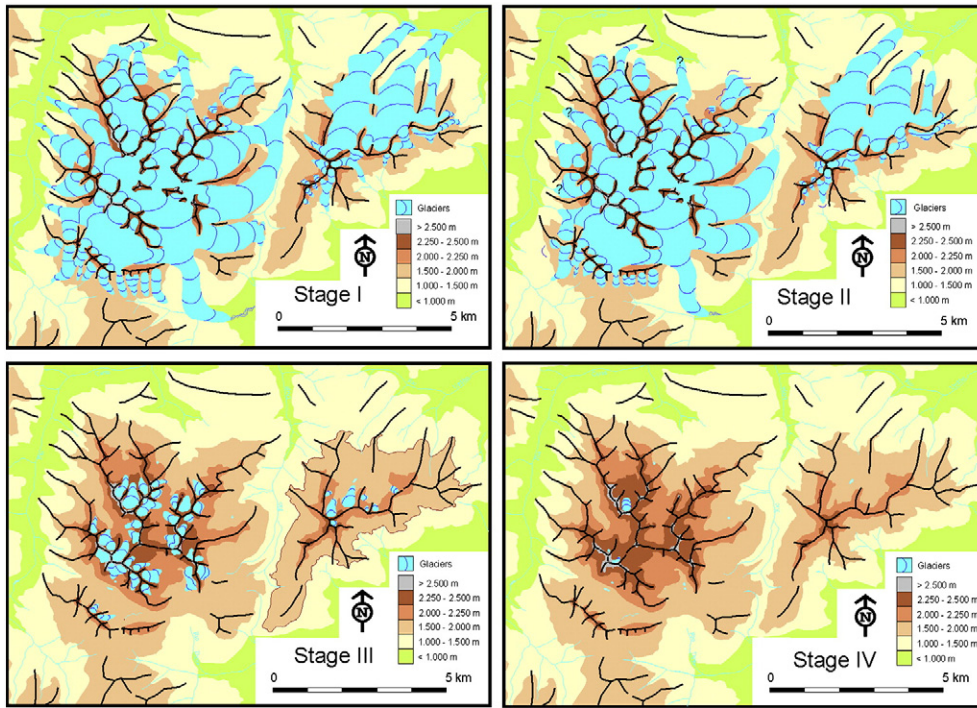 Glaciers
> 2.500 m
2.250 - 2.500 m
2.000 - 2.250 m
1.500 - 2.000 m
1.000 - 1.500 m
< 1.000 m
N
Stage I
0 5 km
?
?
Glaciers
> 2.500 m
2.250 - 2.500 m
2.000 - 2.250 m
1.500 - 2.000 m
1.000 - 1.500 m
< 1.000 m
N
Stage II
0 5 km
Glaciers
> 2.500 m
2.250 - 2.500 m
2.000 - 2.250 m
1.500 - 2.000 m
1.000 - 1.500 m
< 1.000 m
N
Stage III
0 5 km
Glaciers
> 2.500 m
2.250 - 2.500 m
2.000 - 2.250 m
1.500 - 2.000 m
1.000 - 1.500 m
< 1.000 m
N
Stage IV
0 5 km